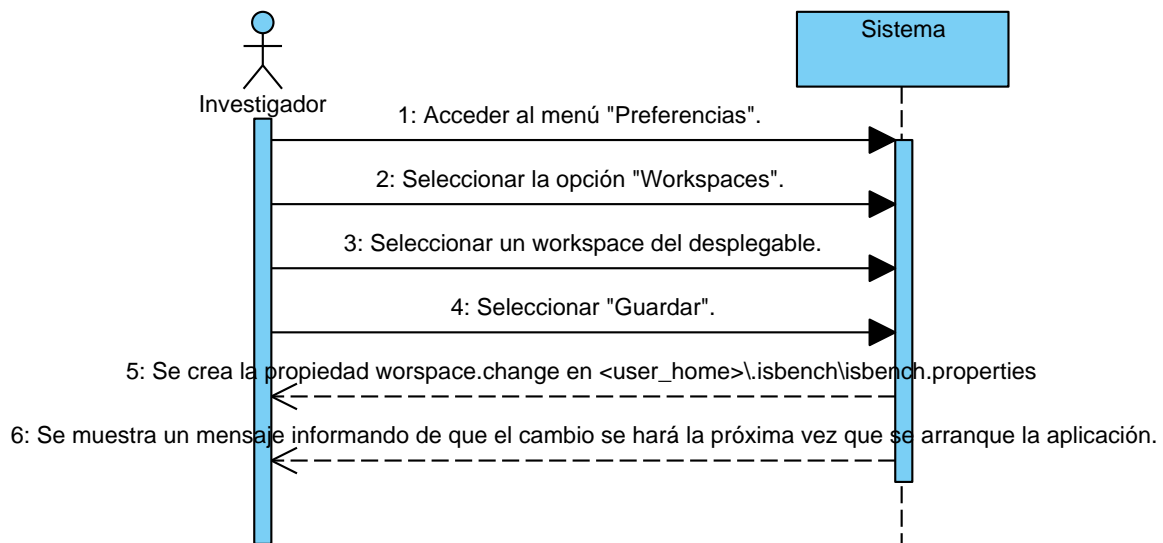 Sistema
Investigador
1: Acceder al menú "Preferencias".
2: Seleccionar la opción "Workspaces".
3: Seleccionar un workspace del desplegable.
4: Seleccionar "Guardar".
5: Se crea la propiedad worspace.change en <user_home>\.isbench\isbench.properties
6: Se muestra un mensaje informando de que el cambio se hará la próxima vez que se arranque la aplicación.